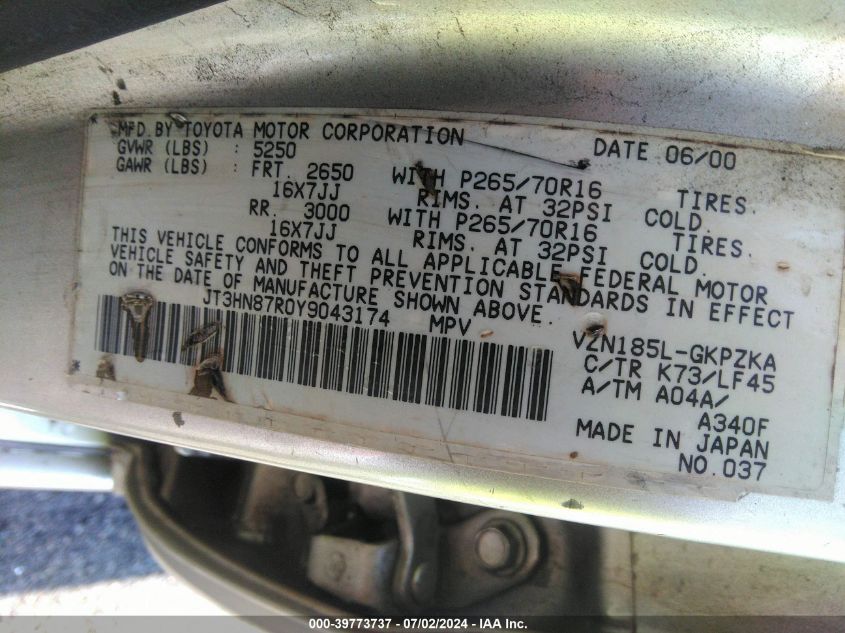 MFD. BY TOYOTA MOTOR CORPORATION DATE 06/00
GVWR (LBS) : 5250
GAWR (LBS) : FRT. 2650 WITH P265/70R16 TIRES.
16X7JJ RIMS. AT 32PSI COLD.
RR. 3000 WITH P265/70R16 TIRES.
16X7JJ RIMS. AT 32PSI COLD.
THIS VEHICLE CONFORMS TO ALL APPLICABLE FEDERAL MOTOR
VEHICLE SAFETY AND THEFT PREVENTION STANDARDS IN EFFECT
ON THE DATE OF MANUFACTURE SHOWN ABOVE.
JT3HN87R0Y9043174 MPV
VZN185L-GKPZKA
C/TR K73/LF45
A/TM A04A/
A340F
MADE IN JAPAN
NO.037
000-39773737 - 07/02/2024 - IAA Inc.